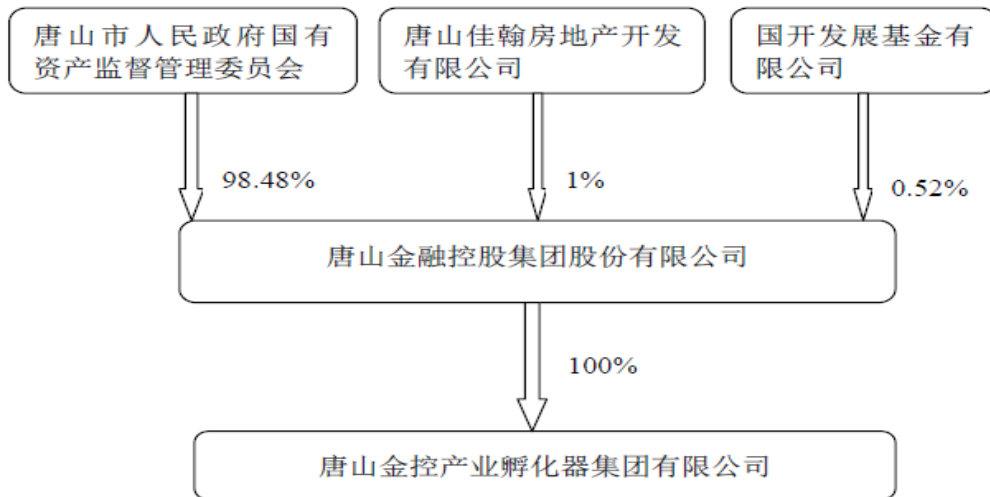 唐山市人民政府国有
资产监督管理委员会
唐山佳翰房地产开发
有限公司
国开发展基金有
限公司
98.48%
1%
0.52%
唐山金融控股集团股份有限公司
100%
唐山金控产业孵化器集团有限公司